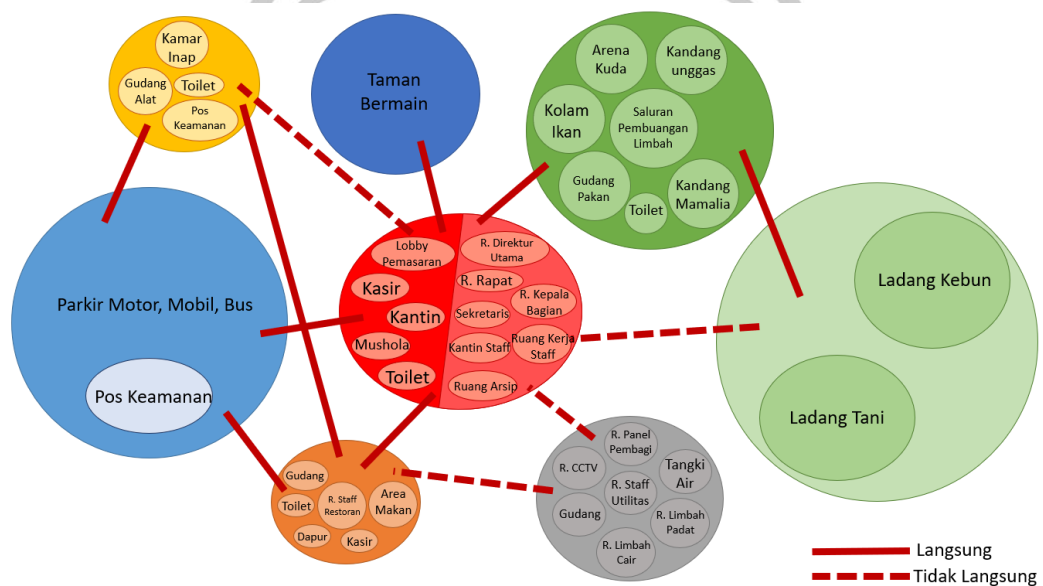 Kamar
Inap
Gudang
Alat
Toilet
Pos
Keamanan
Taman
Bermain
Arena
Kuda
Kandang
unggas
Kolam
Ikan
Saluran
Pembuangan
Limbah
Gudang
Pakan
Toilet
Kandang
Mamalia
Parkir Motor, Mobil, Bus
Pos Keamanan
Lobby
Pemasaran
Kasir
Kantin
Mushola
Toilet
R. Direktur
Utama
R. Rapat
R. Kepala
Bagian
Sekretaris
Kantin Staff
Ruang Kerja
Staff
Ruang Arsip
Ladang Kebun
Ladang Tani
Gudang
Toilet
R. Staff
Restoran
Area
Makan
Dapur
Kasir
R. Panel
Pembagi
R. CCTV
Tangki
Air
R. Staff
Utilitas
Gudang
R. Limbah
Padat
R. Limbah
Cair
Langsung
Tidak Langsung